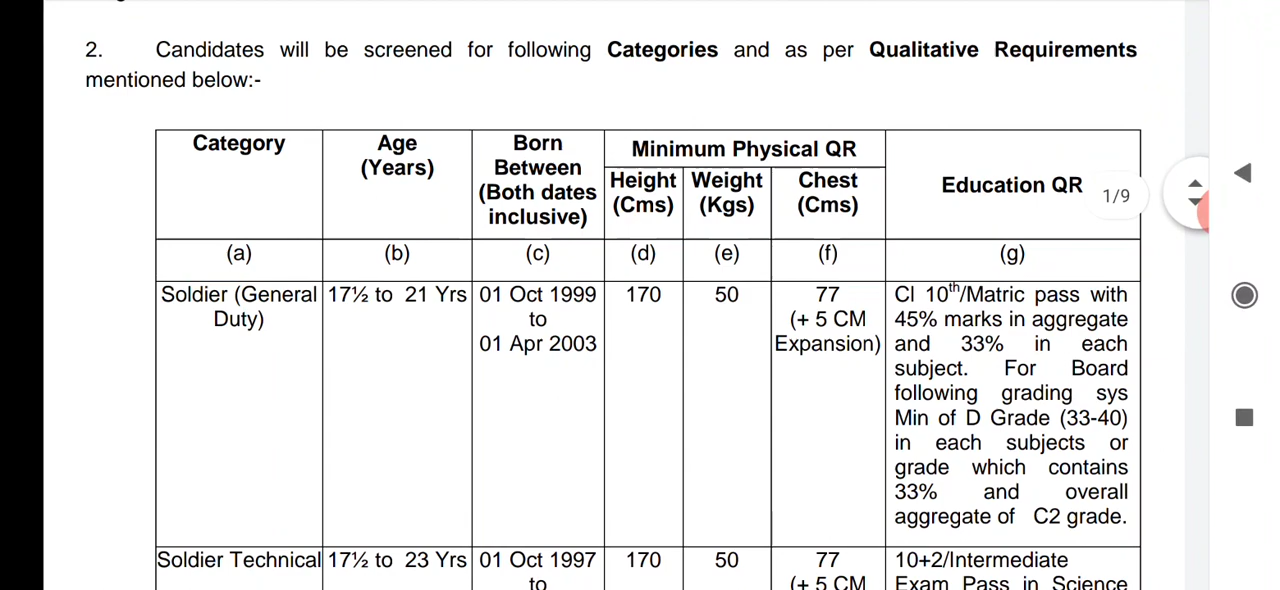 2. Candidates will be screened for following Categories and as per Qualitative Requirements
mentioned below:-
Category
Age
(Years)
Born
Between
(Both dates
inclusive)
Minimum Physical QR
Height
(Cms)
Weight
(Kgs)
Chest
(Cms)
Education QR
1/9
(a)
(b)
(c)
(d)
(e)
(f)
(g)
Soldier (General
Duty)
17½ to 21 Yrs
01 Oct 1999
to
01 Apr 2003
170
50
77
(+ 5 CM
Expansion)
Cl 10th/Matric pass with
45% marks in aggregate
and 33% in each
subject. For Board
following grading sys
Min of D Grade (33-40)
in each subjects or
grade which contains
33% and overall
aggregate of C2 grade.
Soldier Technical
17½ to 23 Yrs
01 Oct 1997
to
170
50
77
(+ 5 CM
10+2/Intermediate
Exam Pass in Science